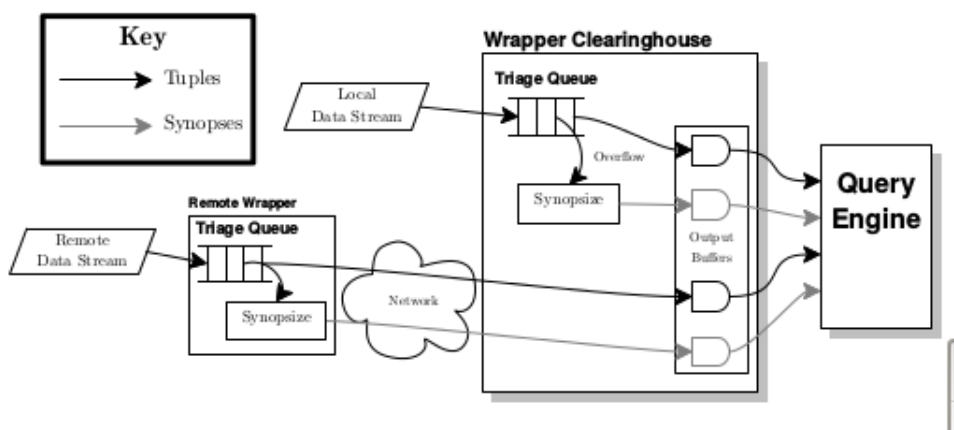 Key
Tuples
Synopses
Wrapper Clearinghouse
Triage Queue
Local
Data Stream
Overflow
Synopsize
Output
Buffers
Query
Engine
Remote Wrapper
Triage Queue
Remote
Data Stream
Synopsize
Network